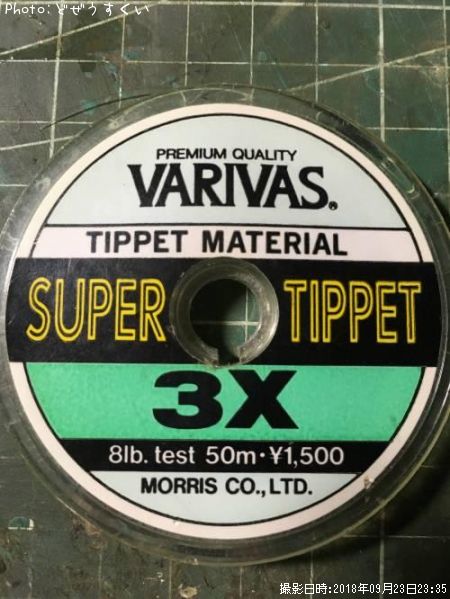 Photo:どぜうすくい
PREMIUM QUALITY
VARIVAS®
TIPPET MATERIAL
SUPER TIPPET
3X
8lb. test 50m・¥1,500
MORRIS CO.,LTD.
撮影日時:2018年09月23日23:35